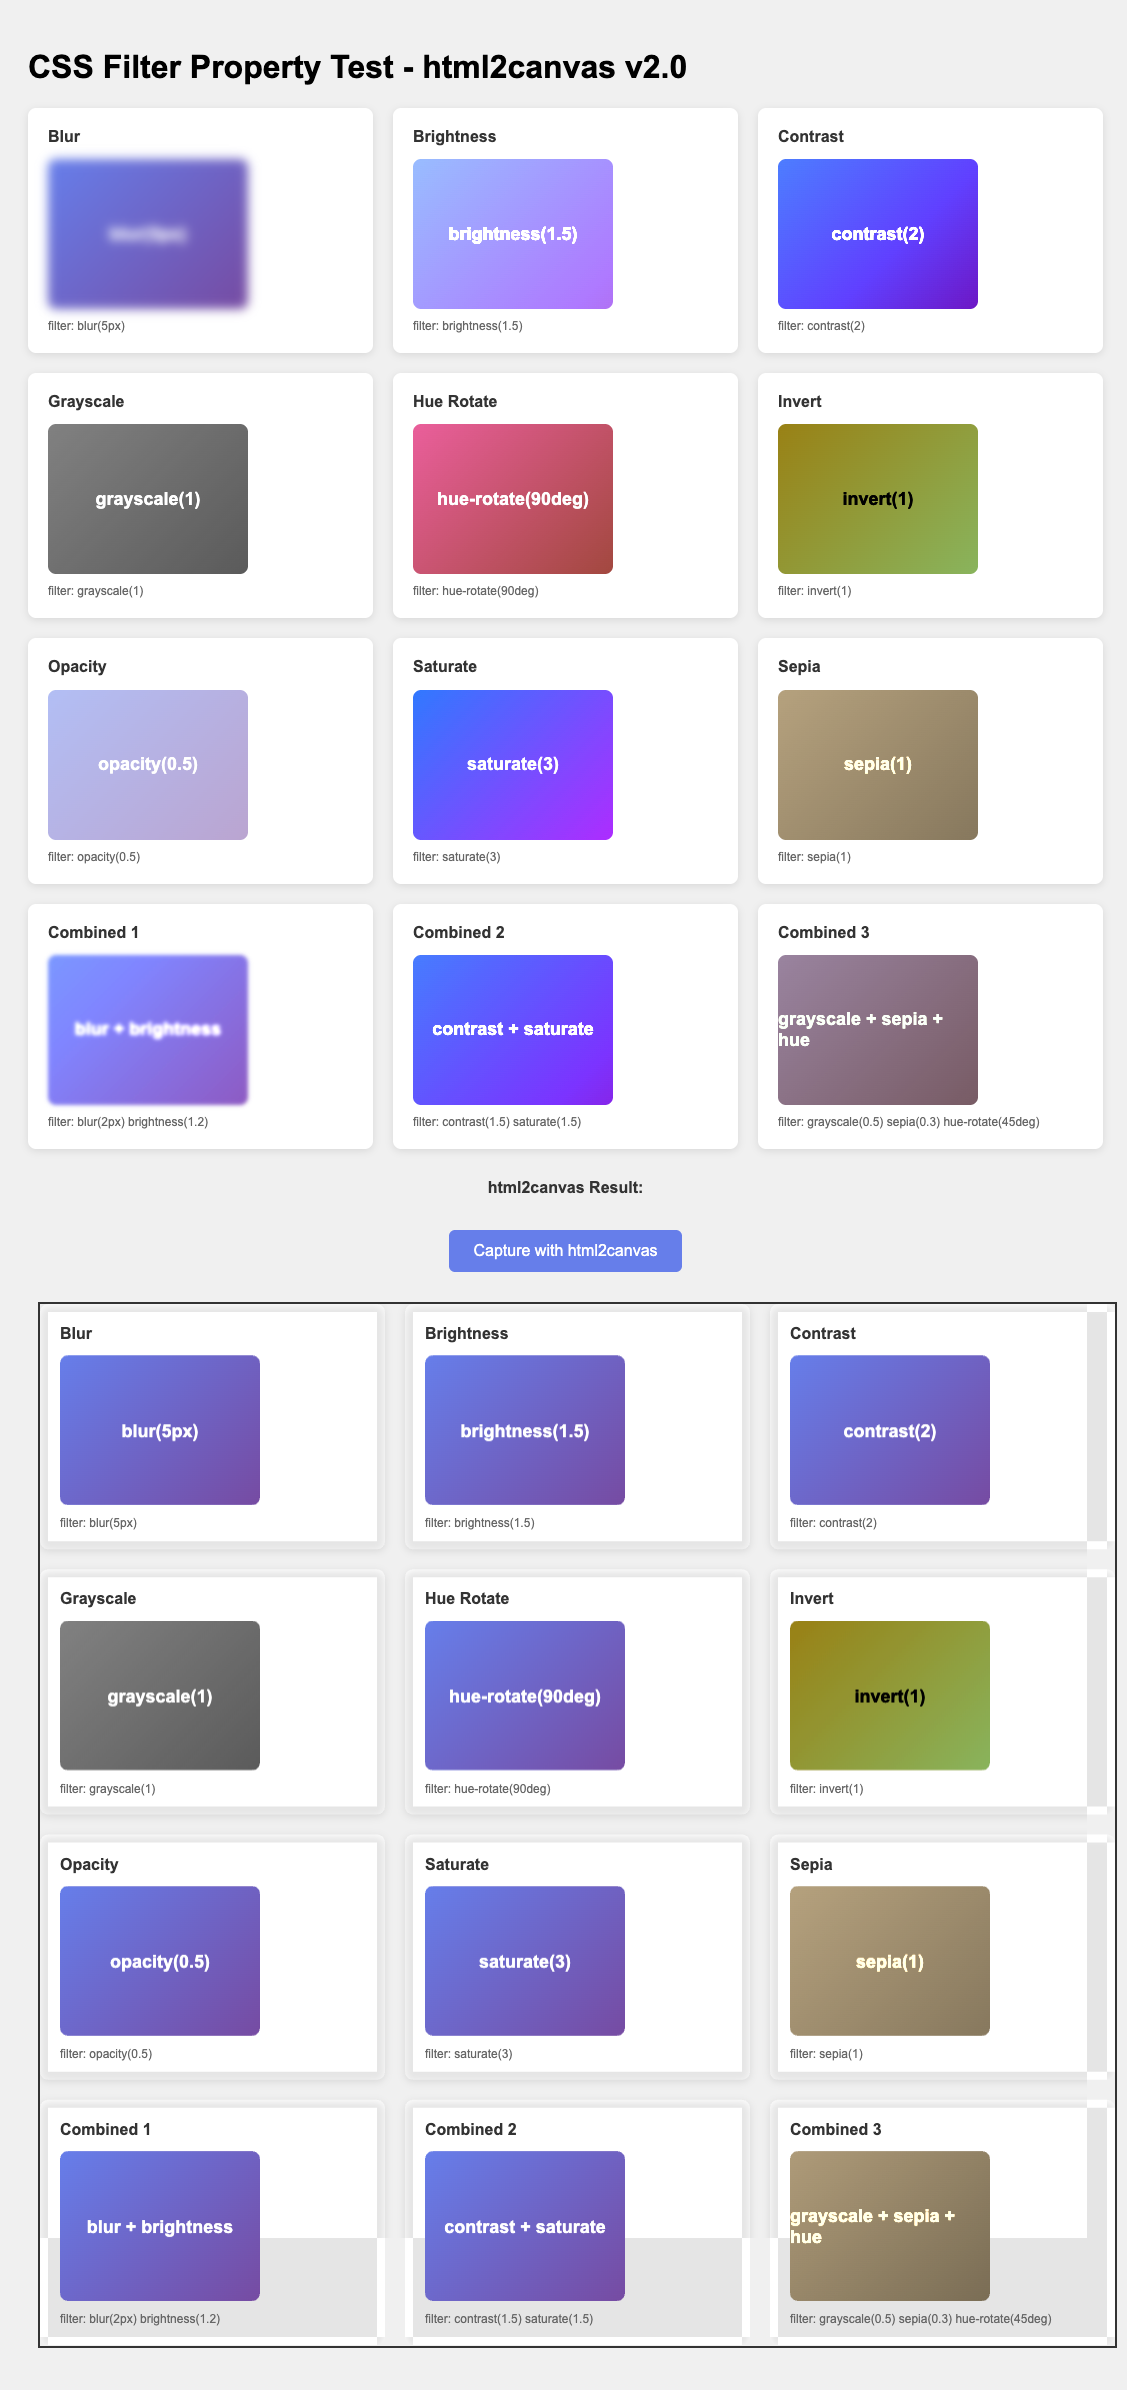 CSS Filter Property Test - html2canvas v2.0
Blur
Brightness
Contrast
blur(5px)
brightness(1.5)
contrast(2)
filter: blur(5px)
filter: brightness(1.5)
filter: contrast(2)
Grayscale
Hue Rotate
Invert
grayscale(1)
hue-rotate(90deg)
invert(1)
filter: grayscale(1)
filter: hue-rotate(90deg)
filter: invert(1)
Opacity
Saturate
Sepia
opacity(0.5)
saturate(3)
sepia(1)
filter: opacity(0.5)
filter: saturate(3)
filter: sepia(1)
Combined 1
Combined 2
Combined 3
blur + brightness
contrast + saturate
grayscale + sepia +
hue
filter: blur(2px) brightness(1.2)
filter: contrast(1.5) saturate(1.5)
filter: grayscale(0.5) sepia(0.3) hue-rotate(45deg)
html2canvas Result:
Capture with html2canvas
Blur
Brightness
Contrast
blur(5px)
brightness(1.5)
contrast(2)
filter: blur(5px)
filter: brightness(1.5)
filter: contrast(2)
Grayscale
Hue Rotate
Invert
grayscale(1)
hue-rotate(90deg)
invert(1)
filter: grayscale(1)
filter: hue-rotate(90deg)
filter: invert(1)
Opacity
Saturate
Sepia
opacity(0.5)
saturate(3)
sepia(1)
filter: opacity(0.5)
filter: saturate(3)
filter: sepia(1)
Combined 1
Combined 2
Combined 3
blur + brightness
contrast + saturate
grayscale + sepia +
hue
filter: blur(2px) brightness(1.2)
filter: contrast(1.5) saturate(1.5)
filter: grayscale(0.5) sepia(0.3) hue-rotate(45deg)